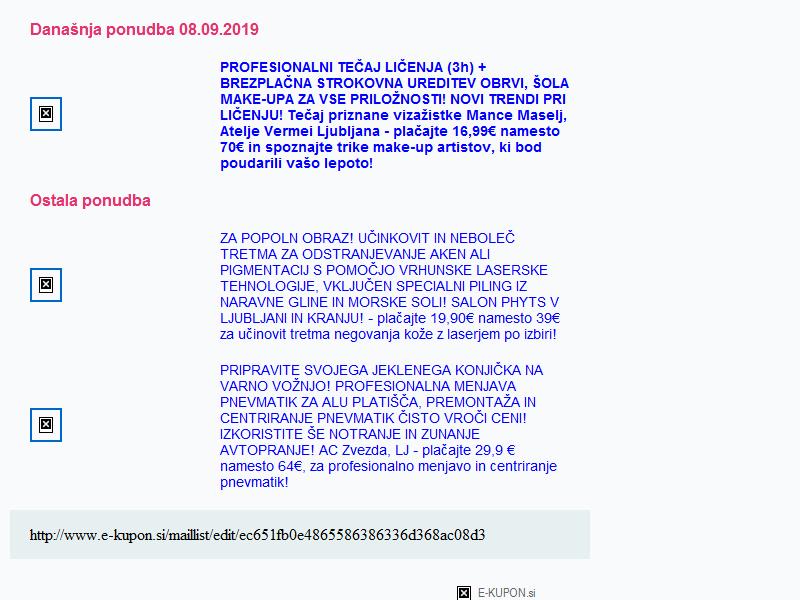 Današnja ponudba 08.09.2019
PROFESIONALNI TEČAJ LIČENJA (3h) +
BREZPLAČNA STROKOVNA UREDITEV OBRVI, ŠOLA
MAKE-UPA ZA VSE PRILOŽNOSTI! NOVI TRENDI PRI
LIČENJU! Tečaj priznane vizažistke Mance Maselj,
Atelje Vermei Ljubljana - plačajte 16,99€ namesto
70€ in spoznajte trike make-up artistov, ki bod
poudarili vašo lepoto!
Ostala ponudba
ZA POPOLN OBRAZ! UČINKOVIT IN NEBOLEČ
TRETMA ZA ODSTRANJEVANJE AKEN ALI
PIGMENTACIJ S POMOČJO VRHUNSKE LASERSKE
TEHNOLOGIJE, VKLJUČEN SPECIALNI PILING IZ
NARAVNE GLINE IN MORSKE SOLI! SALON PHYTS V
LJUBLJANI IN KRANJU! - plačajte 19,90€ namesto 39€
za učinovit tretma negovanja kože z laserjem po izbiri!
PRIPRAVITE SVOJEGA JEKLENEGA KONJIČKA NA
VARNO VOŽNJO! PROFESIONALNA MENJAVA
PNEVMATIK ZA ALU PLATIŠČA, PREMONTAŽA IN
CENTRIRANJE PNEVMATIK ČISTO VROČI CENI!
IZKORISTITE ŠE NOTRANJE IN ZUNANJE
AVTOPRANJE! AC Zvezda, LJ - plačajte 29,9 €
namesto 64€, za profesionalno menjavo in centriranje
pnevmatik!
http://www.e-kupon.si/maillist/edit/ec651fb0e4865586386336d368ac08d3
E-KUPON.si